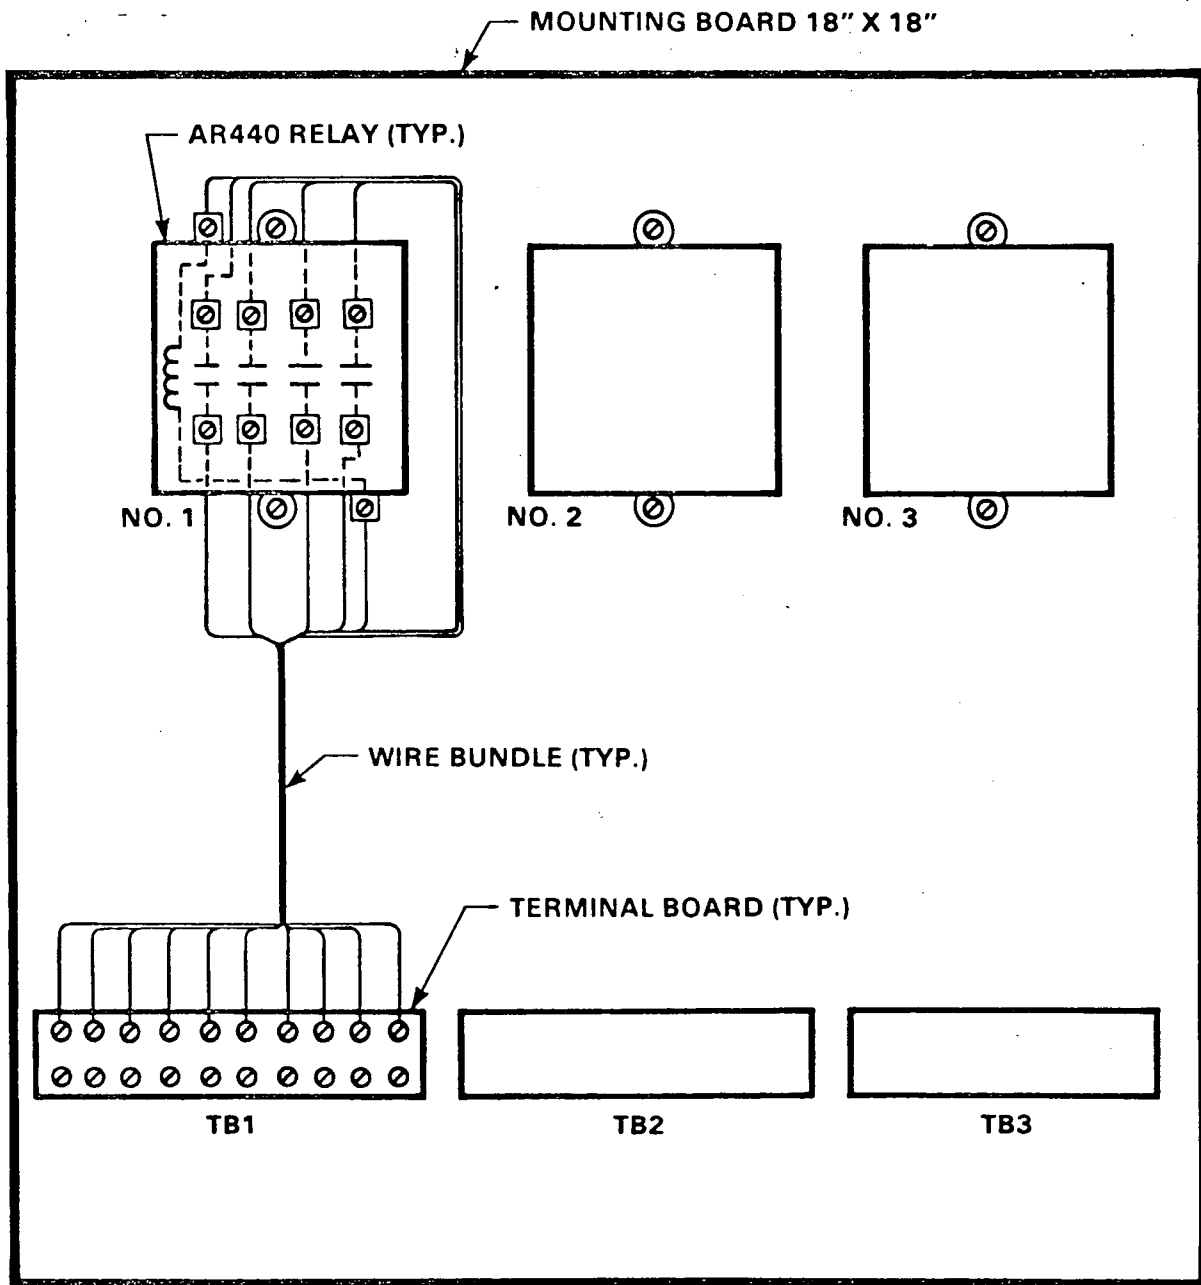 MOUNTING BOARD 18" X 18"
AR440 RELAY (TYP.)
NO. 1
NO. 2
NO. 3
WIRE BUNDLE (TYP.)
TERMINAL BOARD (TYP.)
TB1
TB2
TB3